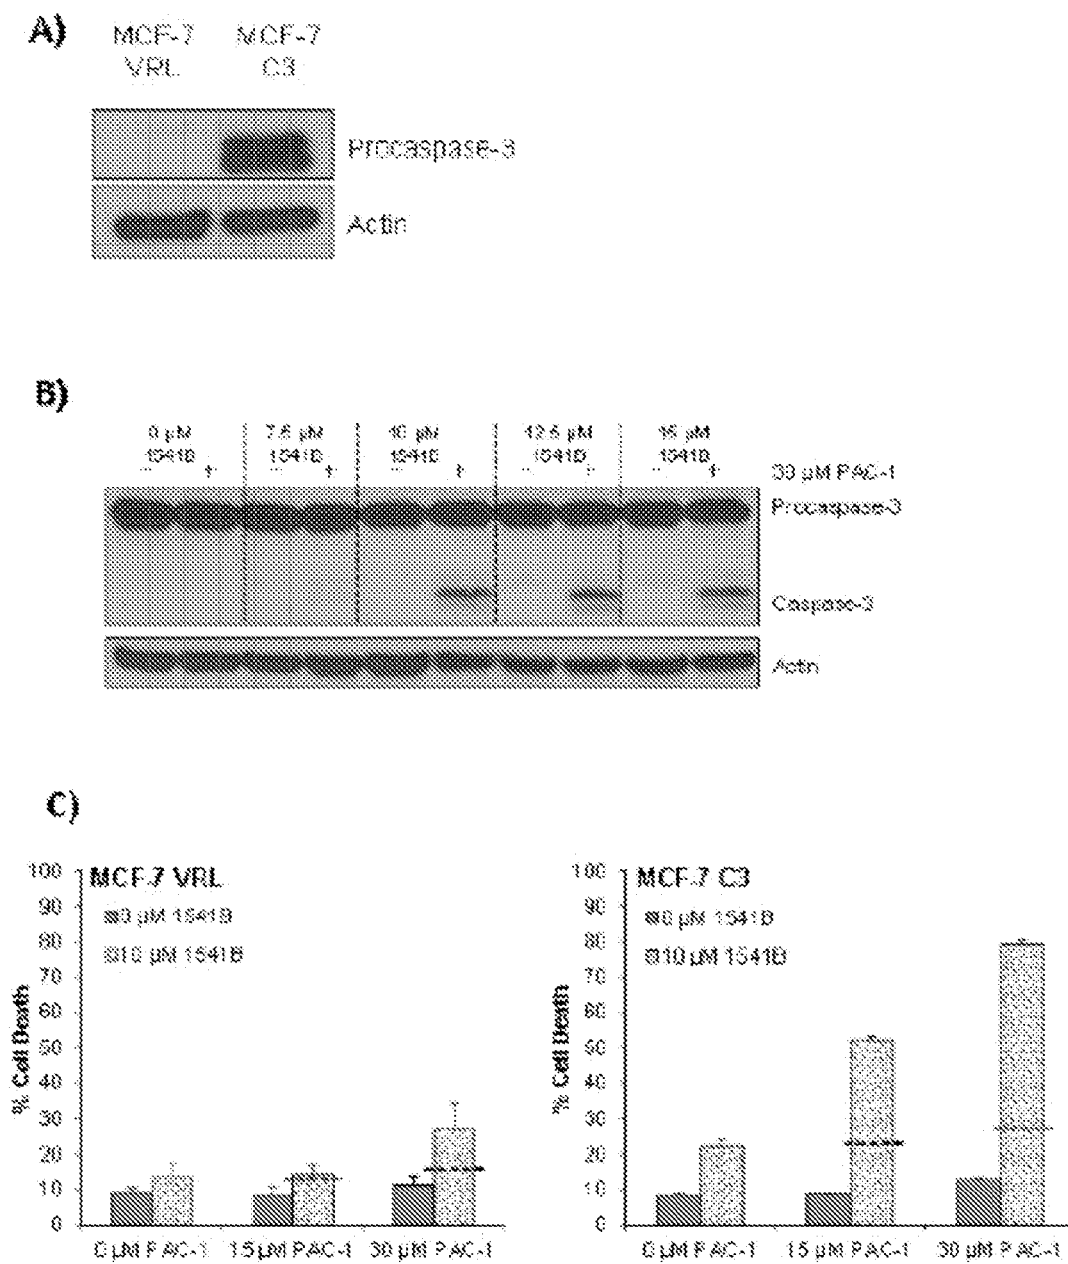 A)
MCF-7 MCF-7
VRL C3
Procaspase-3
Actin
B)
0 µM 7.5 µM 10 µM 12.5 µM 15 µM
1541B 1541B 1541B 1541B 1541B
- + - + - + - + - + 30 µM PAC-1
Procaspase-3
Caspase-3
Actin
C)
MCF-7 VRL
0 µM 1541B
10 µM 1541B
% Cell Death
100
90
80
70
60
50
40
30
20
10
0
0 µM PAC-1 15 µM PAC-1 30 µM PAC-1
MCF-7 C3
0 µM 1541B
10 µM 1541B
% Cell Death
100
90
80
70
60
50
40
30
20
10
0
0 µM PAC-1 15 µM PAC-1 30 µM PAC-1